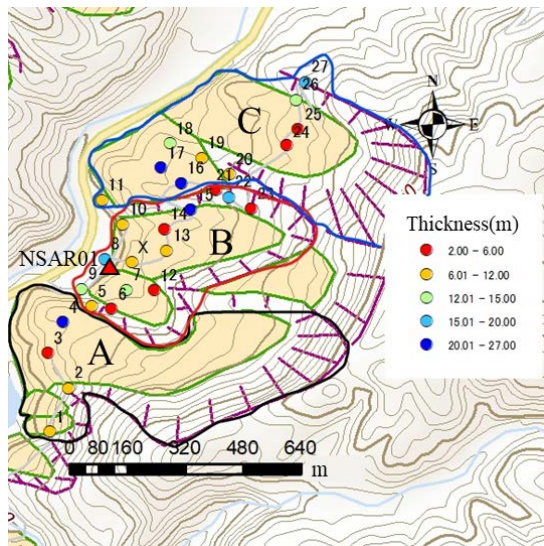 27
26
N
25
C
W
E
24
18
19
17
S
20
16
21
22
11
15
23
Thickness(m)
10
14
2.00 – 6.00
13
8
X
B
6.01 – 12.00
NSAR01
7
12.01 – 15.00
9
12
15.01 – 20.00
5
6
4
20.01 – 27.00
3
A
2
1
0 80 160 320 480 640
m